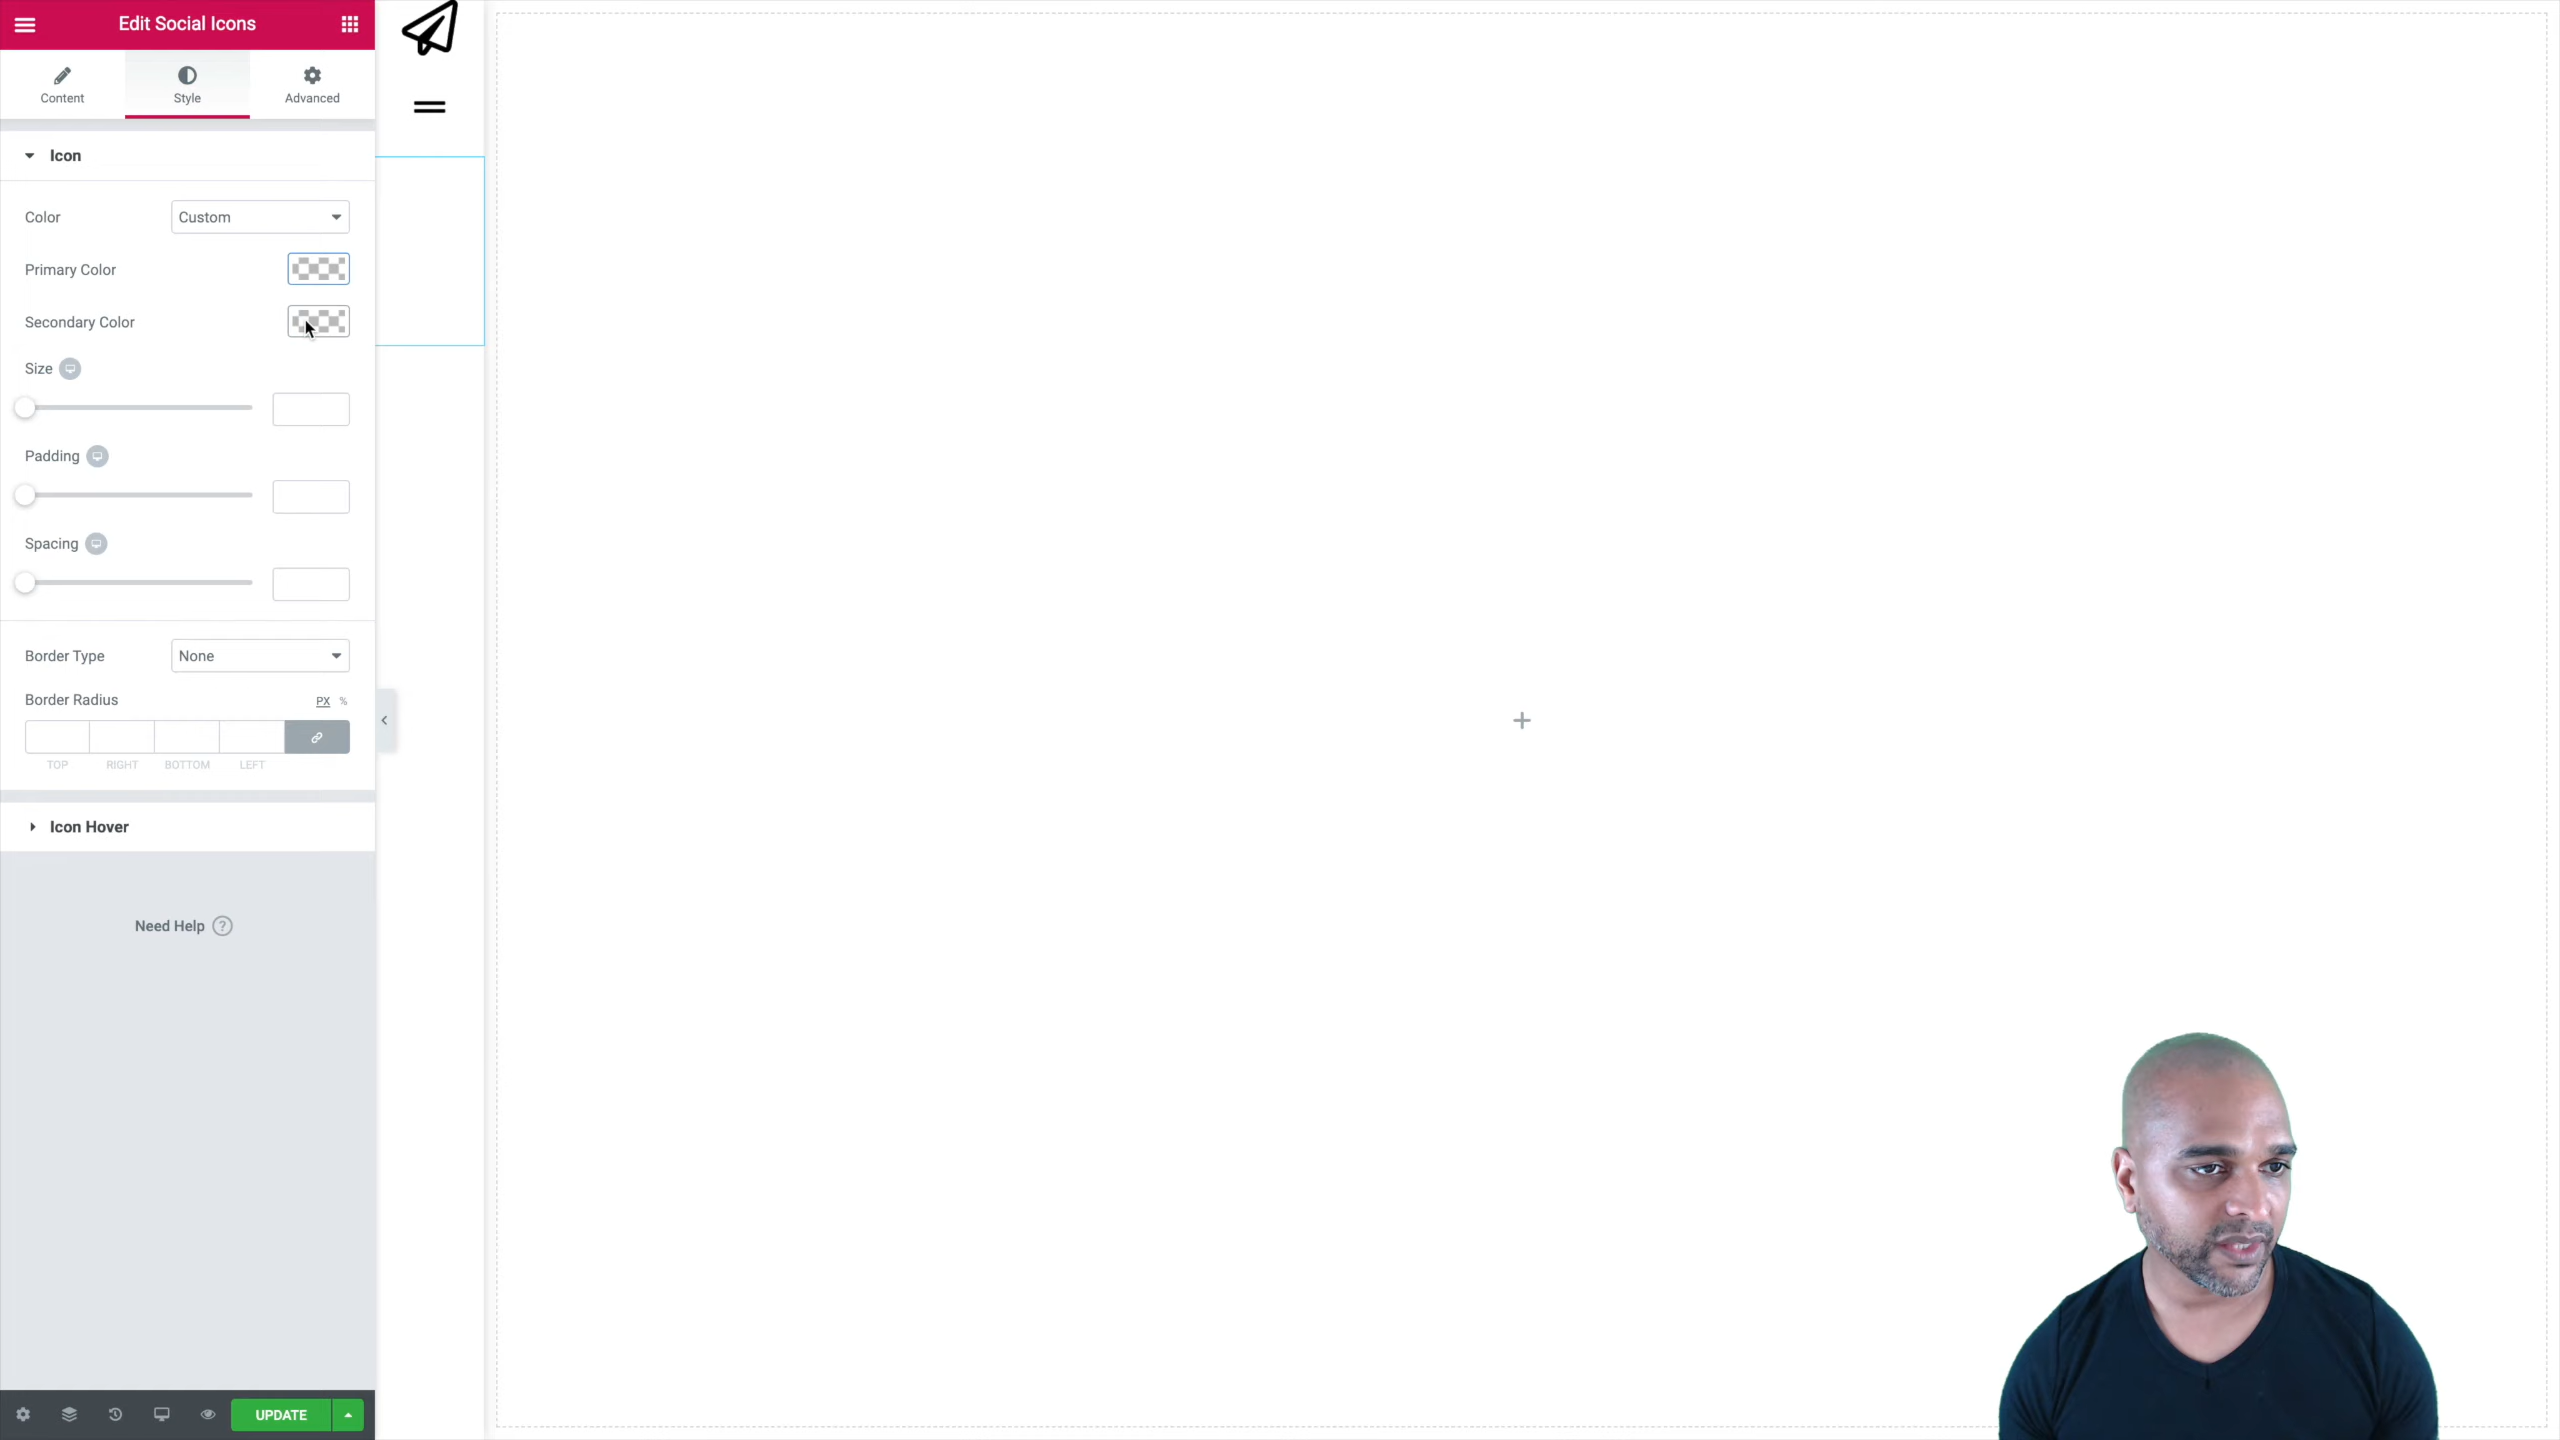 Edit Social Icons
Content
Style
Advanced
Icon
Color
Custom
Primary Color
Secondary Color
Size
Padding
Spacing
Border Type
None
Border Radius
PX %
TOP RIGHT BOTTOM LEFT
Icon Hover
Need Help ?
UPDATE